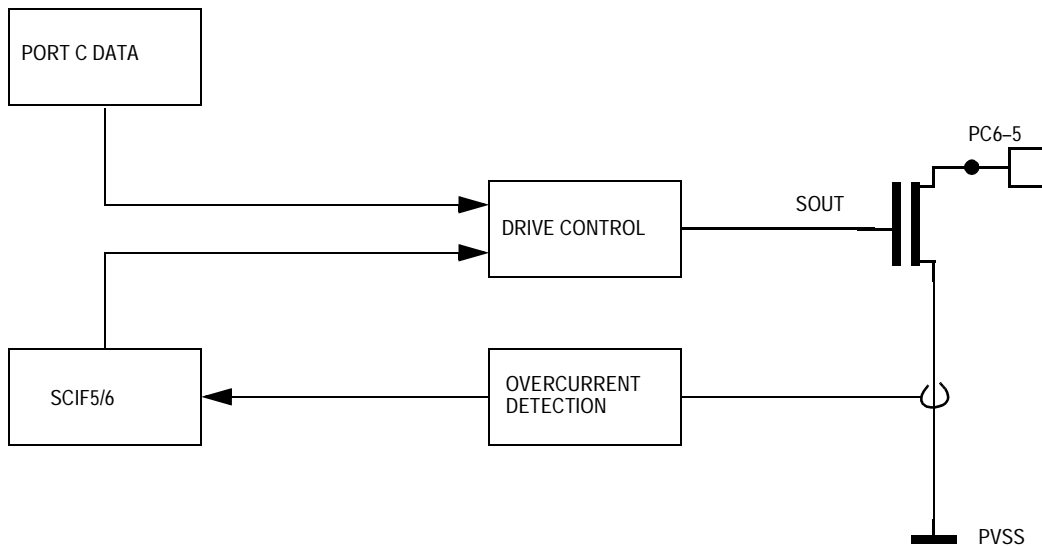 PORT C DATA
PC6–5
SOUT
DRIVE CONTROL
SCIF5/6
OVERCURRENT
DETECTION
PVSS